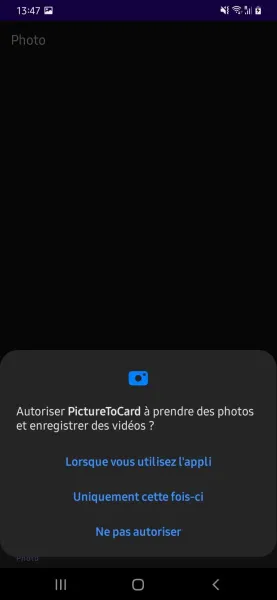 13:47
Photo
Autoriser PictureToCard à prendre des photos
et enregistrer des vidéos ?
Lorsque vous utilisez l'appli
Uniquement cette fois-ci
Ne pas autoriser
Photo